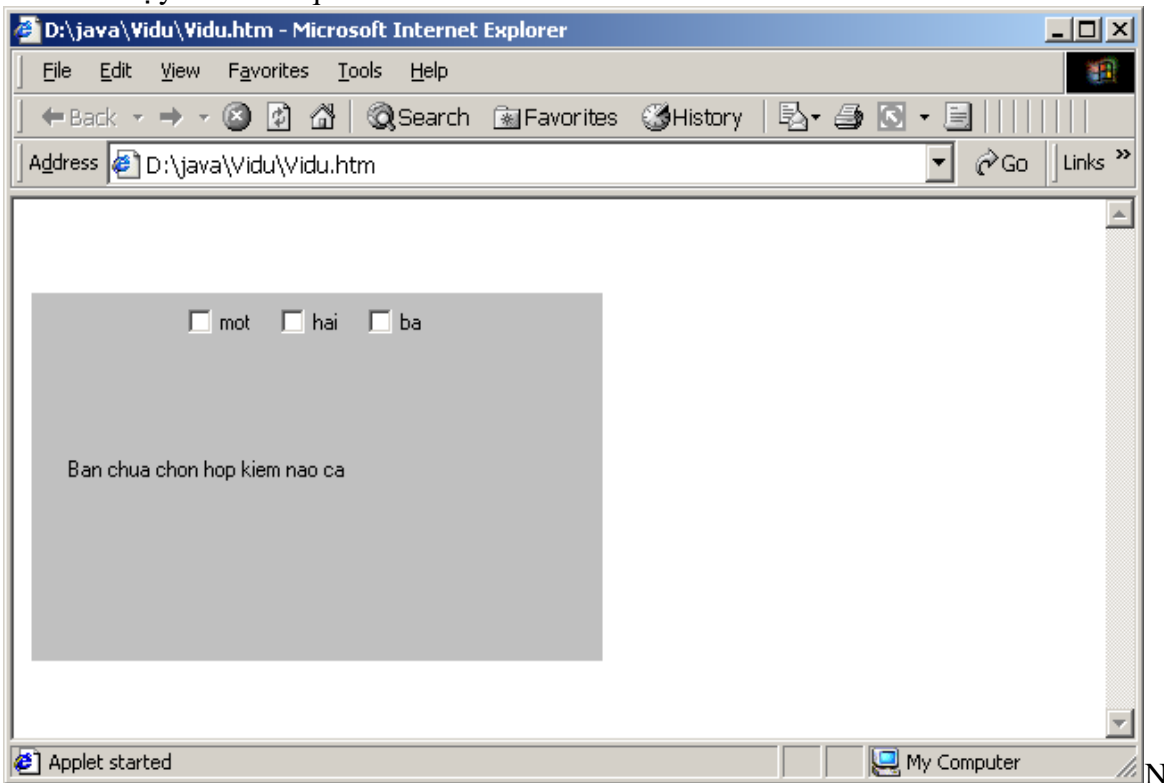 D:\java\Vidu\Vidu.htm - Microsoft Internet Explorer
File Edit View Favorites Tools Help
Back Search Favorites History
Address D:\java\Vidu\Vidu.htm Go Links »
mot hai ba
Ban chua chon hop kiem nao ca
Applet started My Computer
N